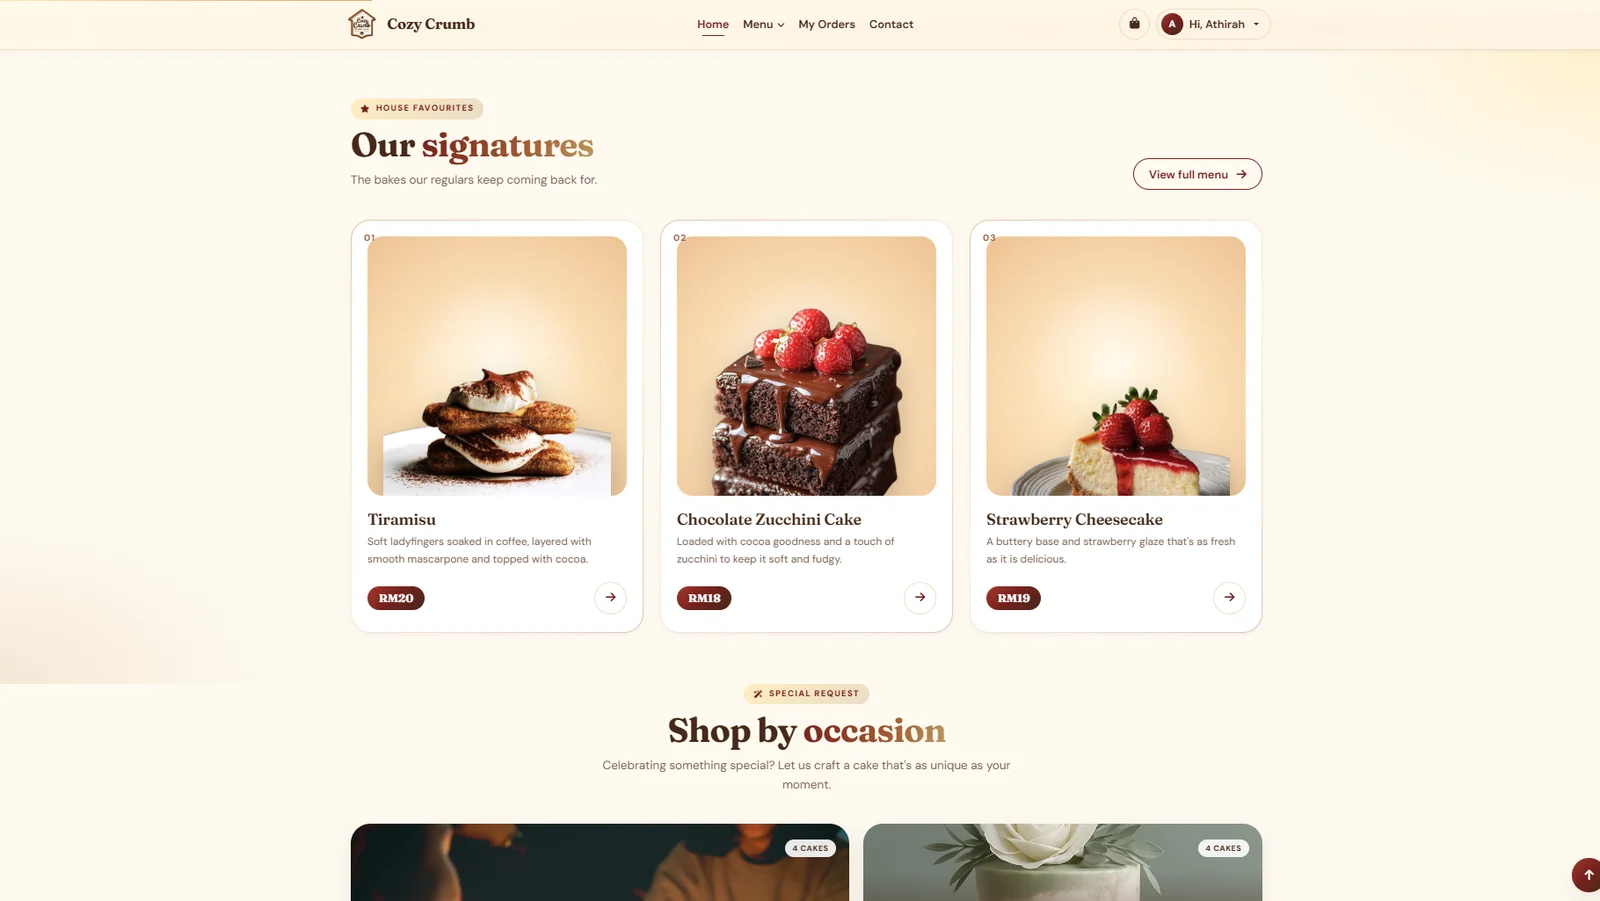 Cozy Crumb
Home
Menu
My Orders
Contact
A
Hi, Athirah
HOUSE FAVOURITES
Our signatures
The bakes our regulars keep coming back for.
View full menu
01
Tiramisu
Soft ladyfingers soaked in coffee, layered with
smooth mascarpone and topped with cocoa.
RM20
02
Chocolate Zucchini Cake
Loaded with cocoa goodness and a touch of
zucchini to keep it soft and fudgy.
RM18
03
Strawberry Cheesecake
A buttery base and strawberry glaze that's as fresh
as it is delicious.
RM19
SPECIAL REQUEST
Shop by occasion
Celebrating something special? Let us craft a cake that's as unique as your
moment.
4 CAKES
4 CAKES